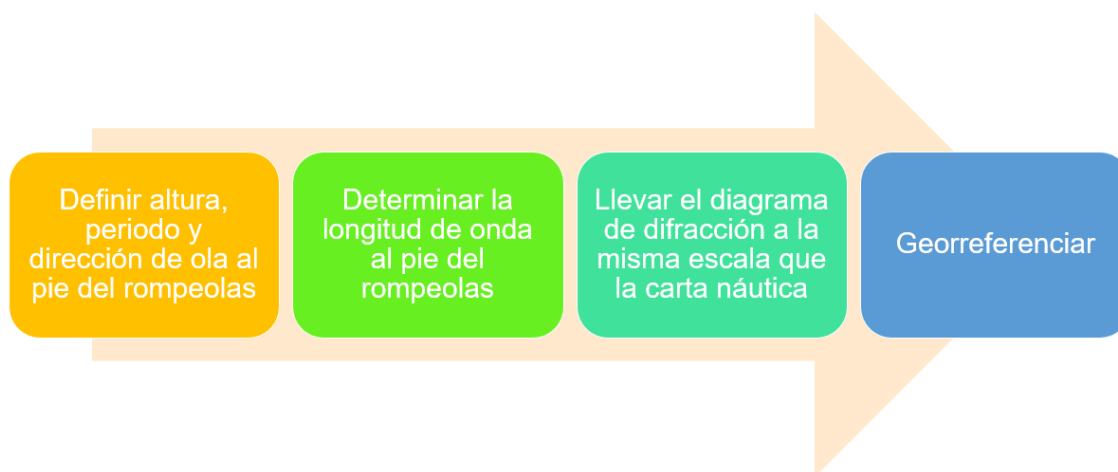 Definir altura,
periodo y
dirección de ola al
pie del rompeolas
Determinar la
longitud de onda
al pie del
rompeolas
Llevar el diagrama
de difracción a la
misma escala que
la carta náutica
Georreferenciar